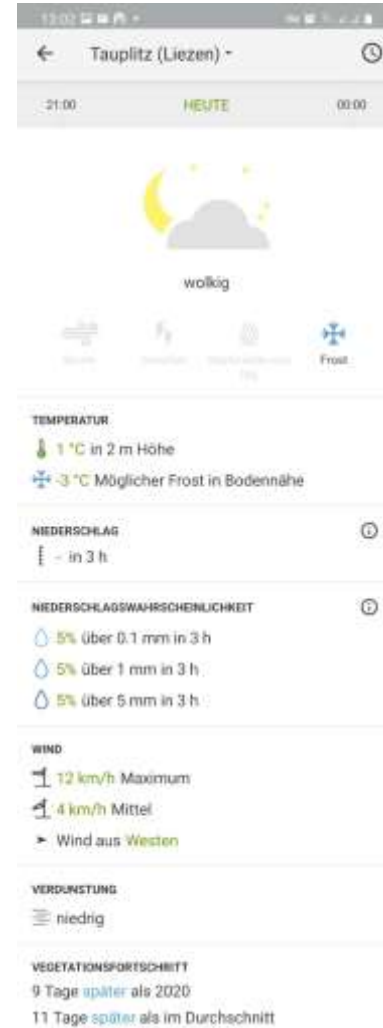 13:02
Tauplitz (Liezen)
21:00 HEUTE 00:00
wolkig
Frost
TEMPERATUR
1 °C in 2 m Höhe
-3 °C Möglicher Frost in Bodennähe
NIEDERSCHLAG
- in 3 h
NIEDERSCHLAGSWAHRSCHEINLICHKEIT
5% über 0.1 mm in 3 h
5% über 1 mm in 3 h
5% über 5 mm in 3 h
WIND
12 km/h Maximum
4 km/h Mittel
Wind aus Westen
VERDUNSTUNG
niedrig
VEGETATIONSFORTSCHRITT
9 Tage später als 2020
11 Tage später als im Durchschnitt